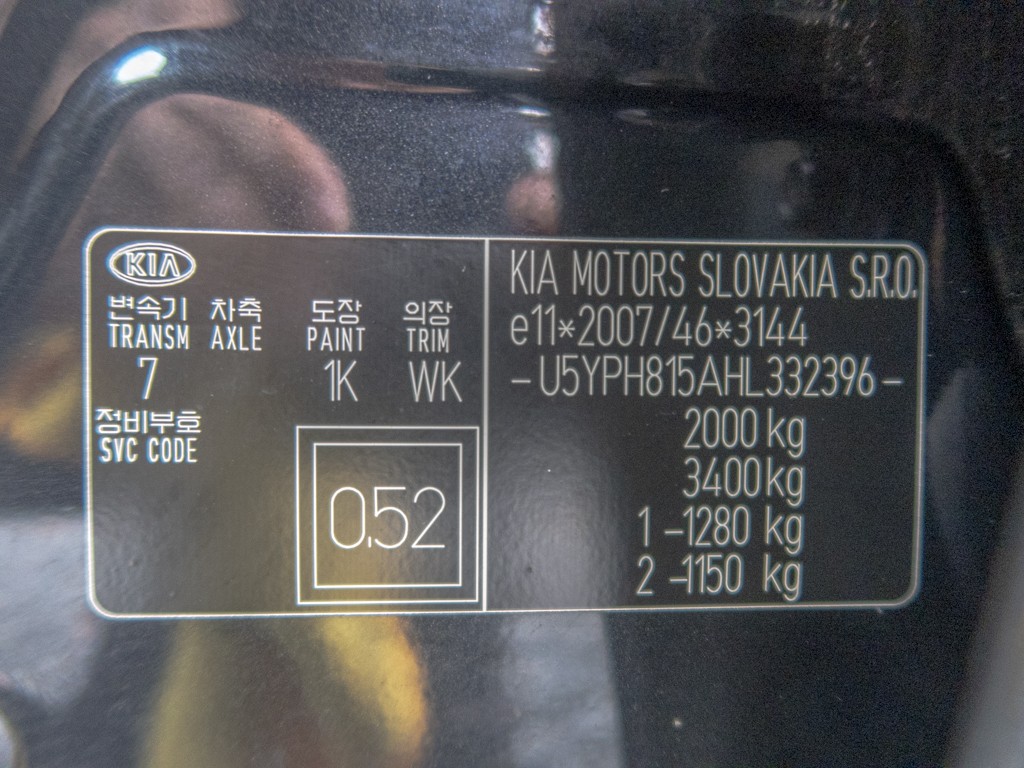 KIA
변속기 차축 도장 의장
TRANSM AXLE PAINT TRIM
7 1K WK
정비부호
SVC CODE
0,52
KIA MOTORS SLOVAKIA S.R.O.
e11*2007/46*3144
-U5YPH815AHL332396-
2000 kg
3400kg
1 -1280 kg
2 -1150 kg